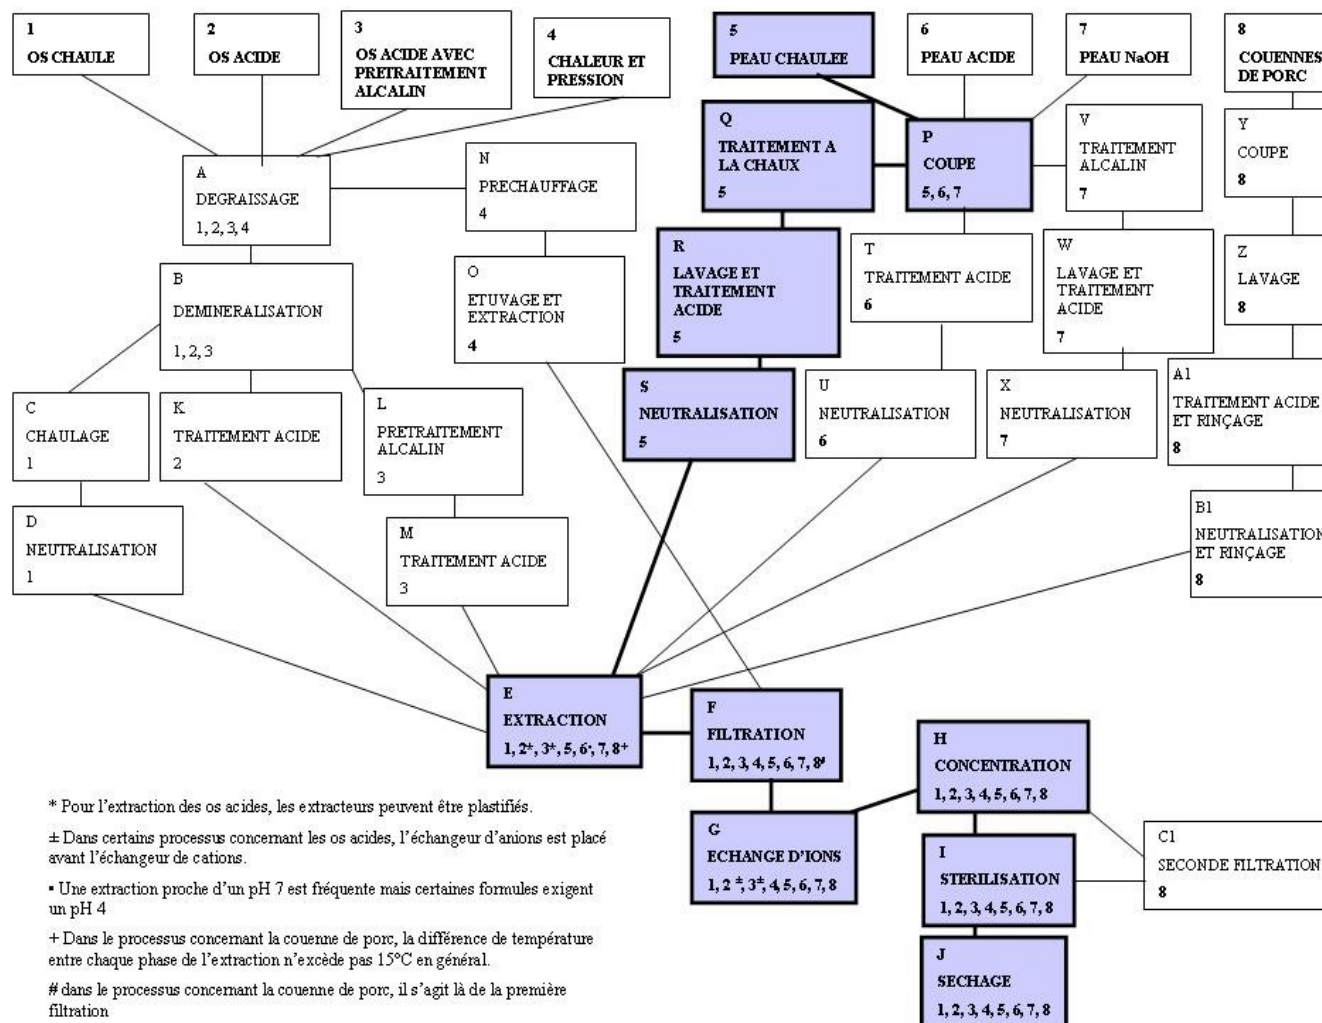 1
OS CHAULE
2
OS ACIDE
3
OS ACIDE AVEC
PRETRAITEMENT
ALCALIN
4
CHALEUR ET
PRESSION
5
PEAU CHAULEE
6
PEAU ACIDE
7
PEAU NaOH
8
COUENNES
DE PORC
A
DEGRAISSAGE
1, 2, 3, 4
N
PRECHAUFFAGE
4
Q
TRAITEMENT A
LA CHAUX
5
P
COUPE
5, 6, 7
V
TRAITEMENT
ALCALIN
7
Y
COUPE
8
B
DEMINERALISATION
1, 2, 3
O
ETUVAGE ET
EXTRACTION
4
R
LAVAGE ET
TRAITEMENT
ACIDE
5
T
TRAITEMENT ACIDE
6
W
LAVAGE ET
TRAITEMENT
ACIDE
7
Z
LAVAGE
8
C
CHAULAGE
1
K
TRAITEMENT ACIDE
2
L
PRETRAITEMENT
ALCALIN
3
S
NEUTRALISATION
5
U
NEUTRALISATION
6
X
NEUTRALISATION
7
A1
TRAITEMENT ACIDE
ET RINÇAGE
8
D
NEUTRALISATION
1
M
TRAITEMENT ACIDE
3
B1
NEUTRALISATION
ET RINÇAGE
8
E
EXTRACTION
1, 2*, 3*, 5, 6▪, 7, 8+
F
FILTRATION
1, 2, 3, 4, 5, 6, 7, 8#
H
CONCENTRATION
1, 2, 3, 4, 5, 6, 7, 8
G
ECHANGE D'IONS
1, 2 ±, 3±, 4, 5, 6, 7, 8
I
STERILISATION
1, 2, 3, 4, 5, 6, 7, 8
C1
SECONDE FILTRATION
8
J
SECHAGE
1, 2, 3, 4, 5, 6, 7, 8
* Pour l'extraction des os acides, les extracteurs peuvent être plastifiés.
± Dans certains processus concernant les os acides, l'échangeur d'anions est placé
avant l'échangeur de cations.
▪ Une extraction proche d'un pH 7 est fréquente mais certaines formules exigent
un pH 4
+ Dans le processus concernant la couenne de porc, la différence de température
entre chaque phase de l'extraction n'excède pas 15°C en général.
# dans le processus concernant la couenne de porc, il s'agit là de la première
filtration